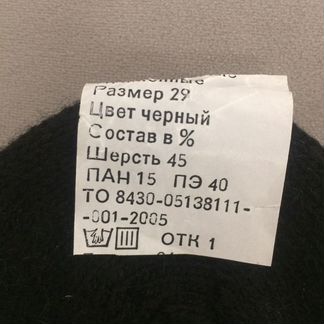 Размер 29
Цвет черный
Состав в %
Шерсть 45
ПАН 15 ПЭ 40
ТО 8430-05138111-
-001-2005
ОТК 1